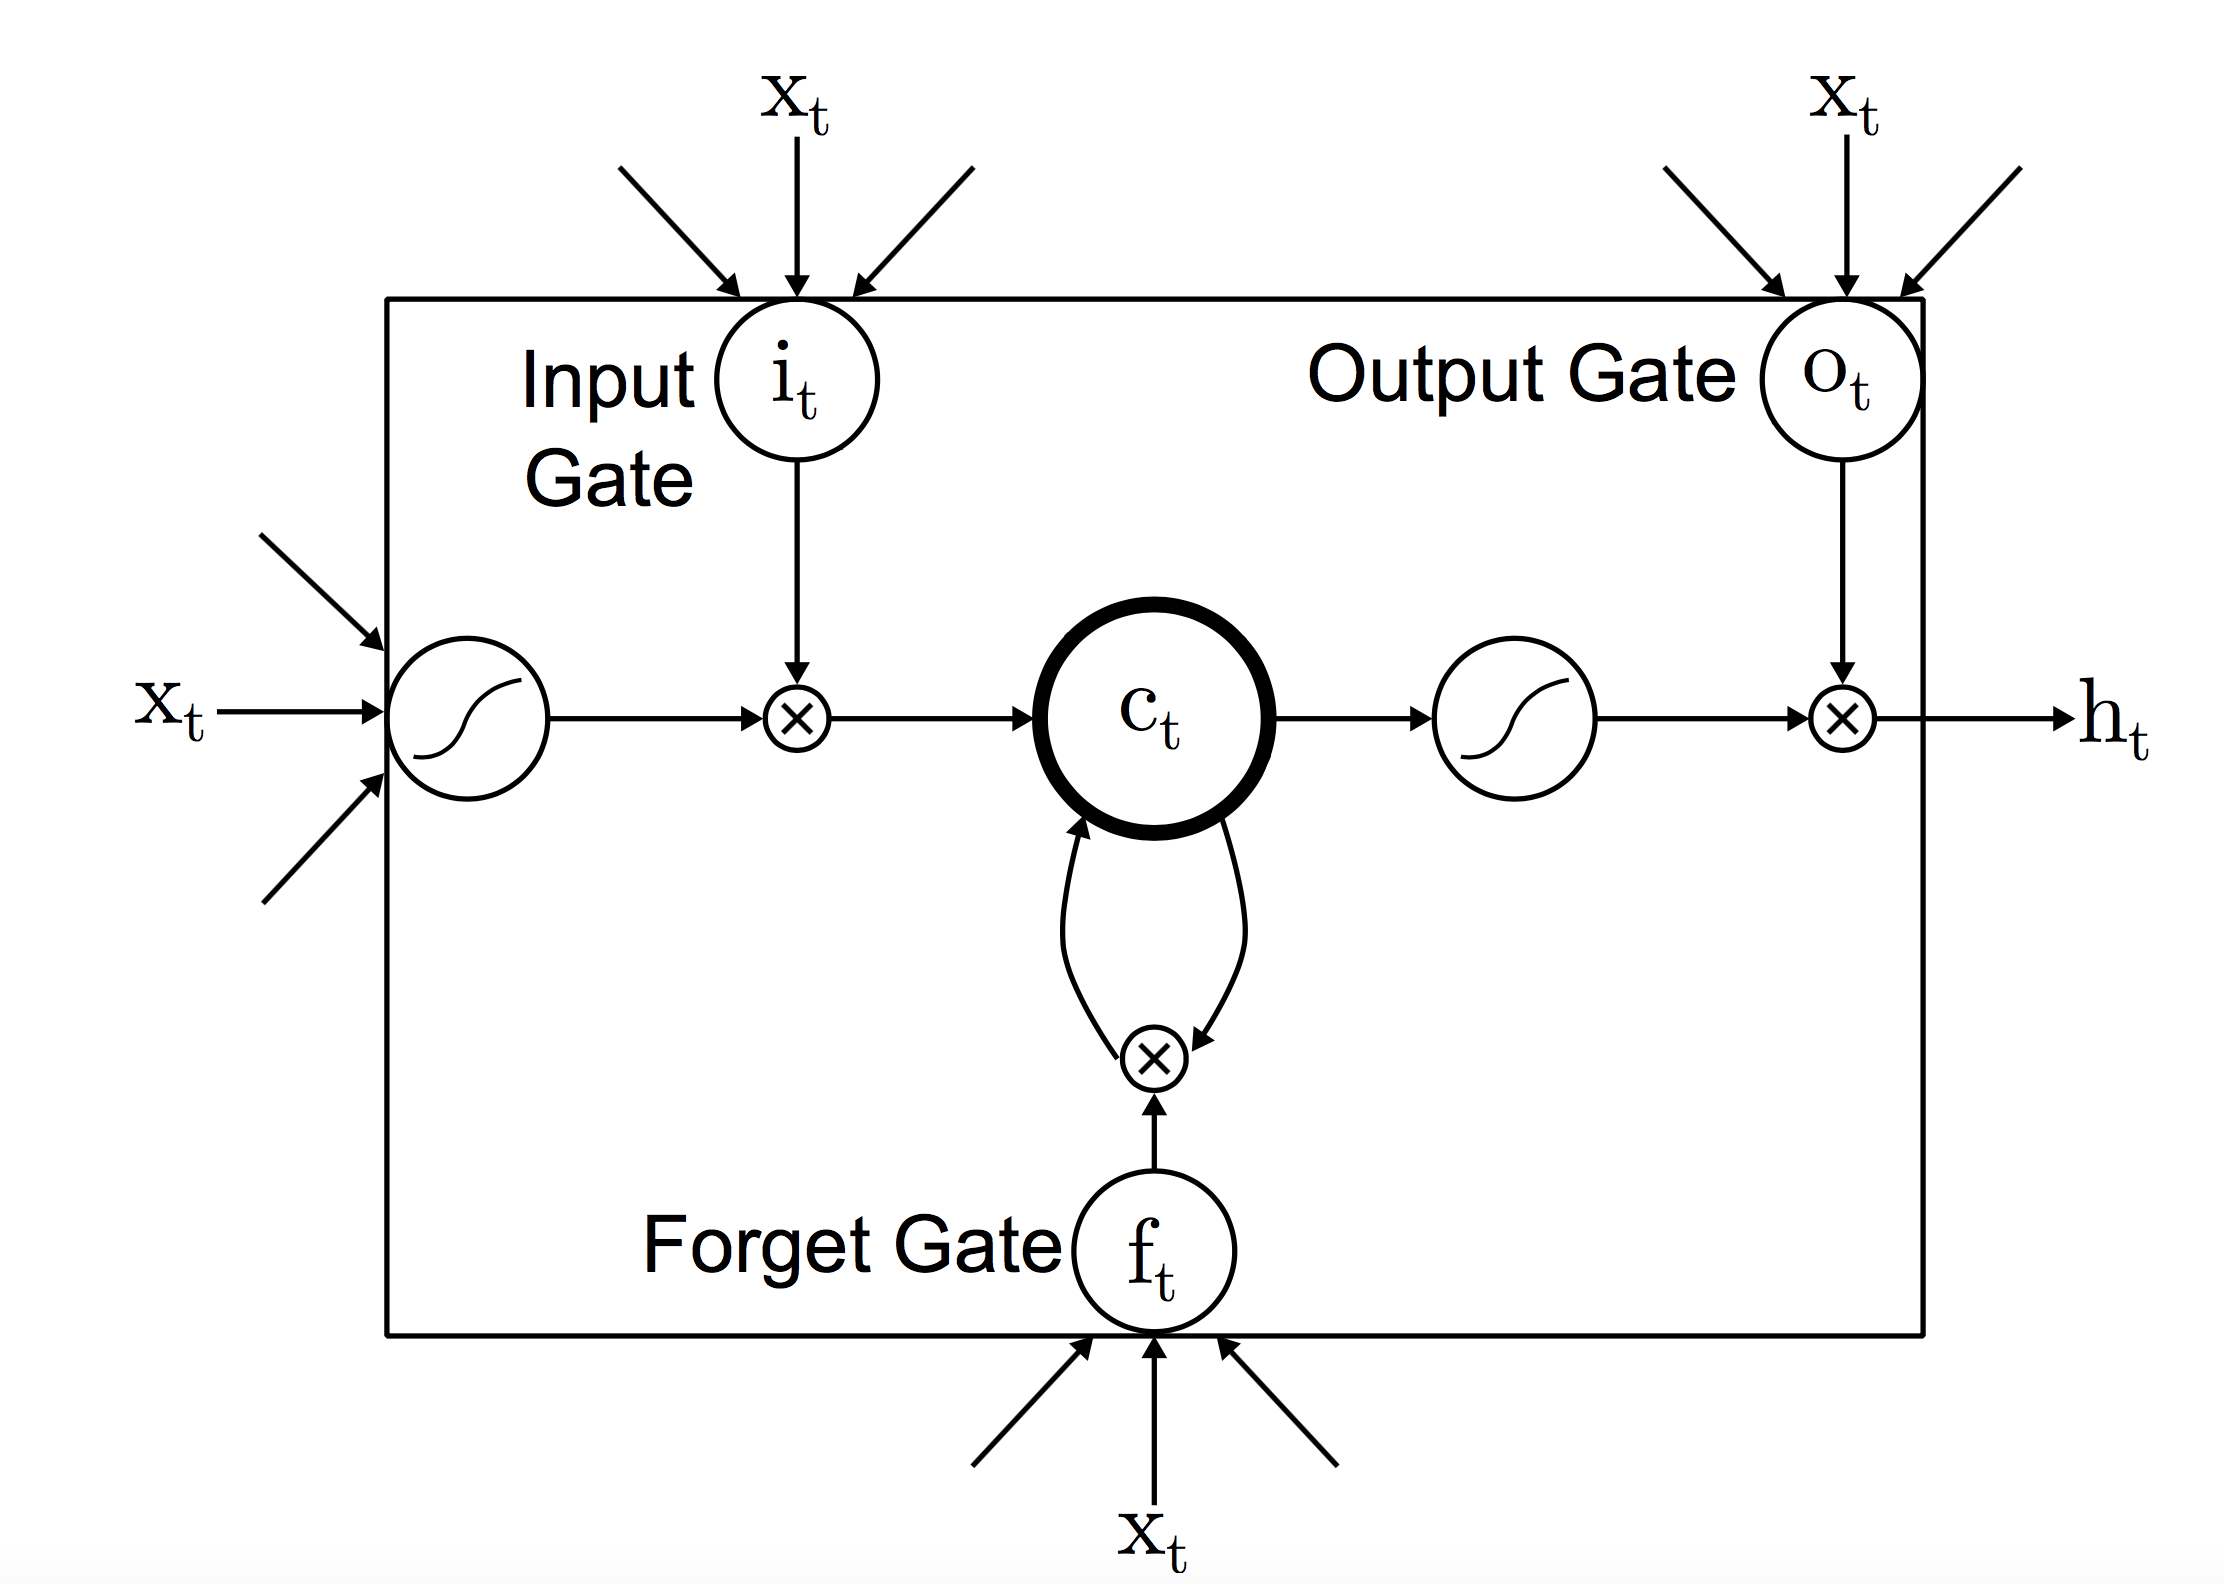 xt
xt
Input
Gate
it
Output Gate
ot
xt
ct
ht
Forget Gate
ft
xt